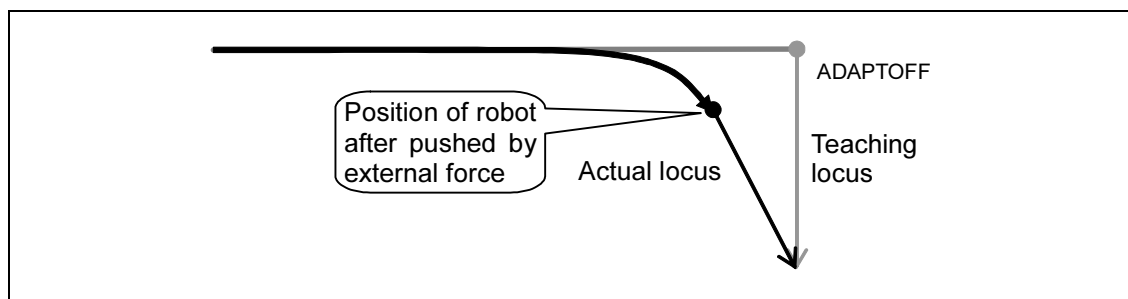 ADAPTOFF
Position of robot
after pushed by
external force
Actual locus
Teaching
locus